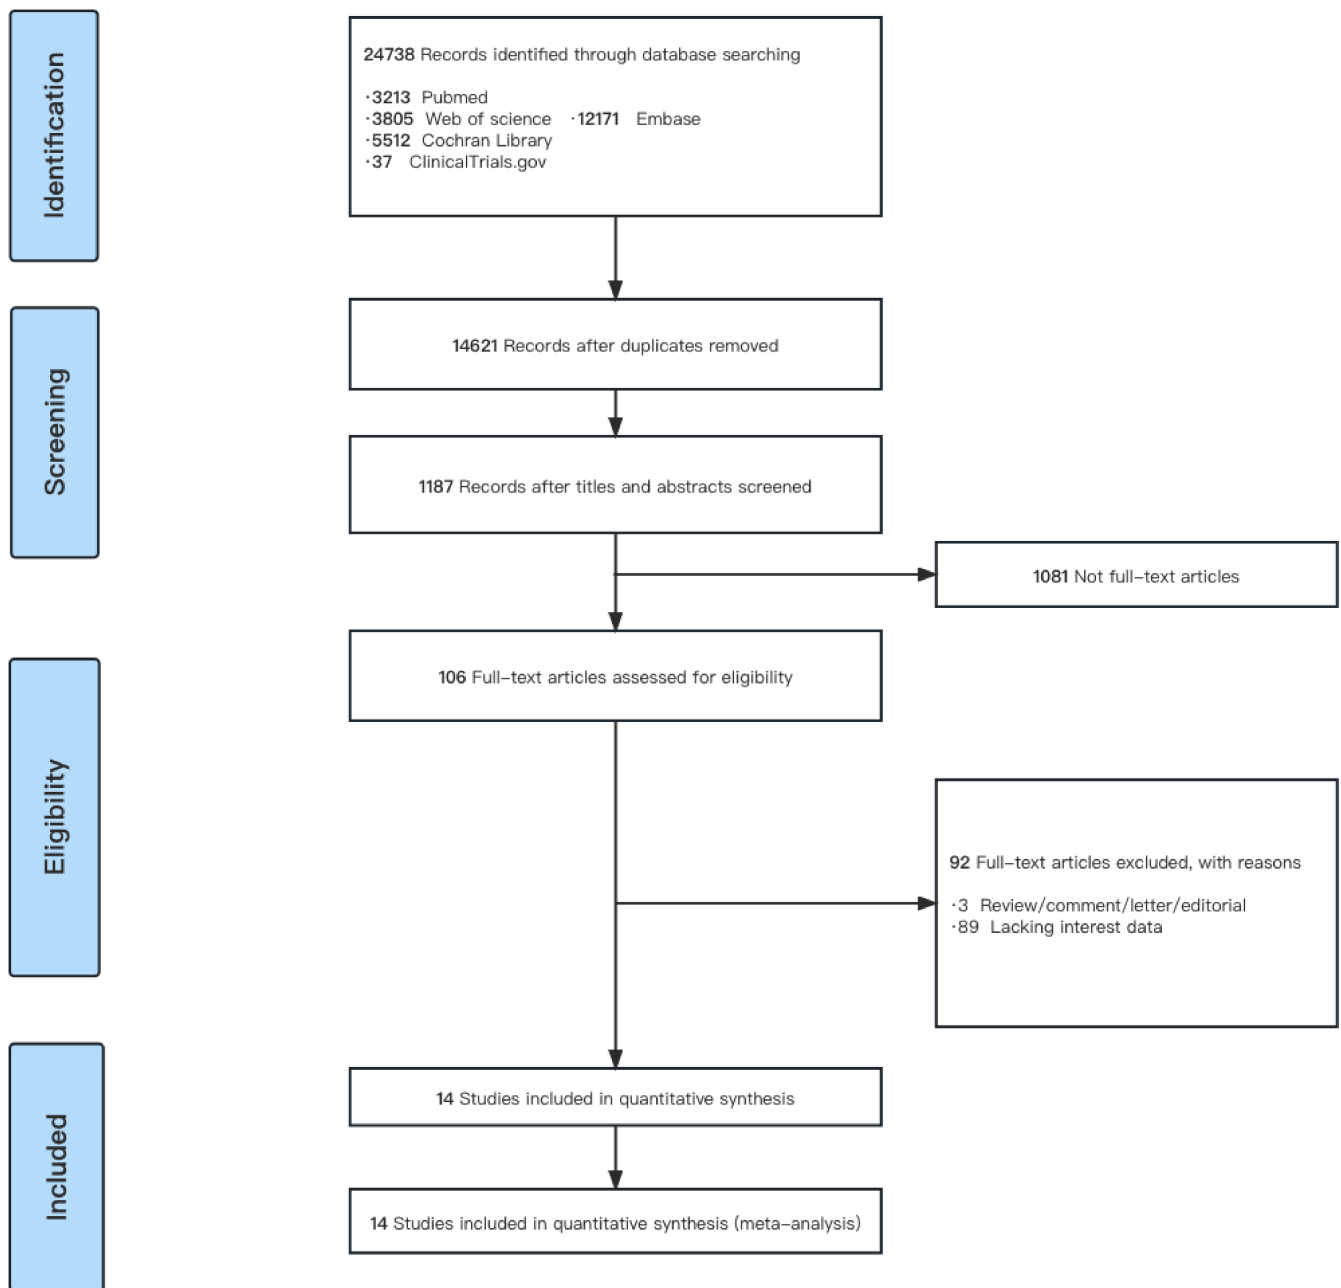 Identification
24738 Records identified through database searching
·3213 Pubmed
·3805 Web of science ·12171 Embase
·5512 Cochran Library
·37 ClinicalTrials.gov
Screening
14621 Records after duplicates removed
1187 Records after titles and abstracts screened
1081 Not full-text articles
Eligibility
106 Full-text articles assessed for eligibility
92 Full-text articles excluded, with reasons
·3 Review/comment/letter/editorial
·89 Lacking interest data
Included
14 Studies included in quantitative synthesis
14 Studies included in quantitative synthesis (meta-analysis)